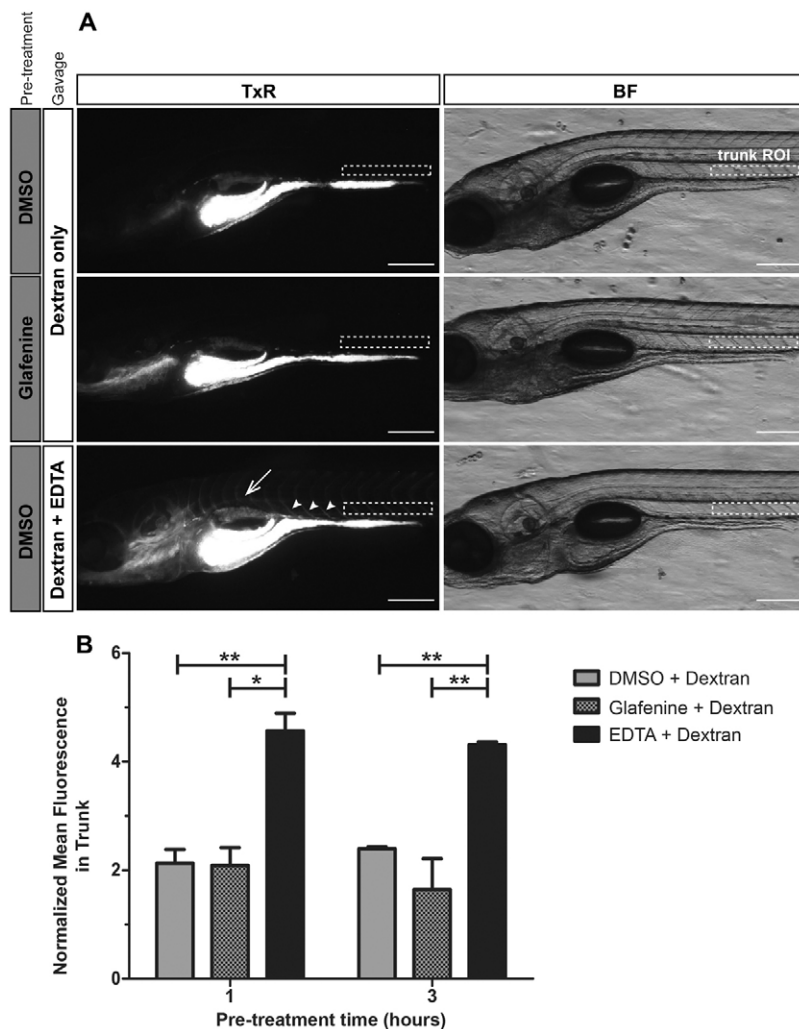 A
Pre-treatment
Gavage
TxR
BF
DMSO
Dextran only
trunk ROI
Glafenine
DMSO
Dextran + EDTA
B
Normalized Mean Fluorescence
in Trunk
6
4
2
0
**
*
**
**
1
3
Pre-treatment time (hours)
DMSO + Dextran
Glafenine + Dextran
EDTA + Dextran